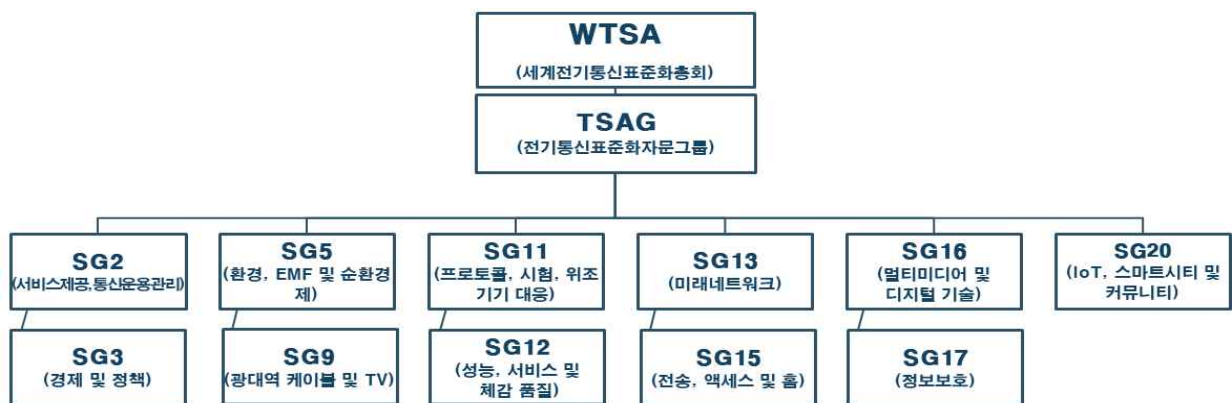 WTSA
(세계전기통신표준화총회)
TSAG
(전기통신표준화자문그룹)
SG2
(서비스제공,통신운용관리)
SG5
(환경, EMF 및 순환경
제)
SG11
(프로토콜, 시험, 위조
기기 대응)
SG13
(미래네트워크)
SG16
(멀티미디어 및
디지털 기술)
SG20
(IoT, 스마트시티 및
커뮤니티)
SG3
(경제 및 정책)
SG9
(광대역 케이블 및 TV)
SG12
(성능, 서비스 및
체감 품질)
SG15
(전송, 액세스 및 홈)
SG17
(정보보호)